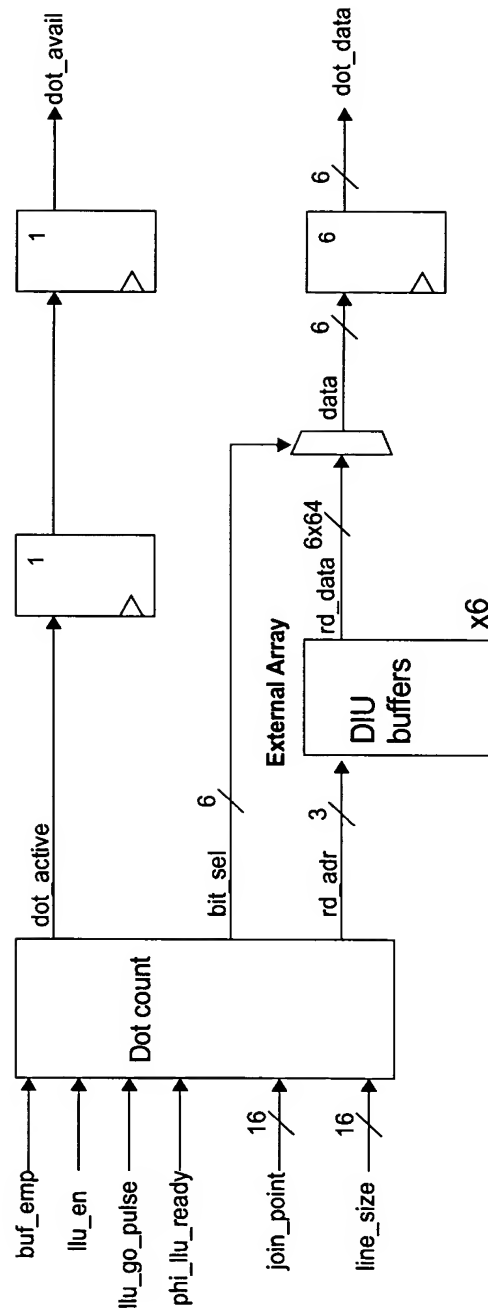 buf_emp
llu_en
llu_go_pulse
phi_llu_ready
join_point
16
line_size
16
Dot count
dot_active
bit_sel
6
rd_adr
3
1
External Array
DIU
buffers
x6
rd_data
6x64
data
6
1
6
dot_avail
6
dot_data